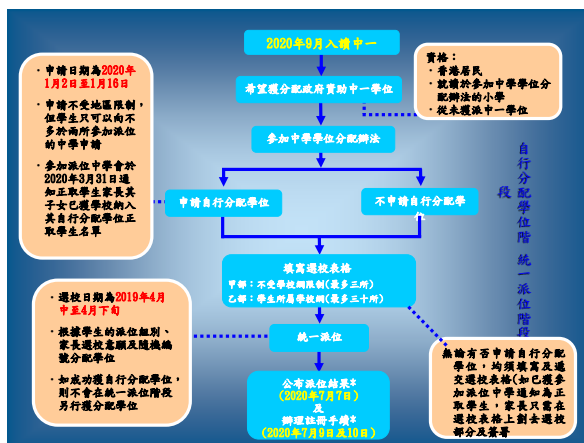 2020年9月入讀中一
希望獲分配政府資助中一學位
參加中學學位分配辦法
資格：
· 香港居民
· 就讀於參加中學學位分
配辦法的小學
· 從未獲派中一學位
· 申請日期為2020年
1月2日至1月16日
· 申請不受地區限制，
但學生只可以向不
多於兩所參加派位
的中學申請
· 參加派位中學會於
2020年3月31日通
知正取學生家長其
子女已獲學校納入
其自行分配學位正
取學生名單
申請自行分配學位
不申請自行分配學
自行分配學位階段
統一派位階段
填寫選校表格
甲部：不受學校網限制(最多三所)
乙部：學生所屬學校網(最多三十所)
統一派位
公布派位結果*
(2020年7月7日)
及
辦理註冊手續*
(2020年7月9日及10日)
· 選校日期為2019年4月
中至4月下旬
· 根據學生的派位組別、
家長選校意願及隨機編
號分配學位
· 如成功獲自行分配學位，
則不會在統一派位階段
另行獲分配學位
無論有否申請自行分配
學位，均須填寫及遞
交選校表格(如已獲參
加中學通知為正取學
生，家長只需在
選校表格上劃去選校
部分及簽署